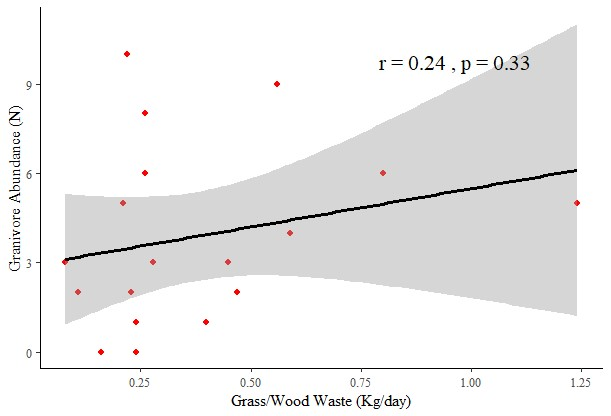 r = 0.24 , p = 0.33
Granivore Abundance (N)
9
6
3
0
0.25 0.50 0.75 1.00 1.25
Grass/Wood Waste (Kg/day)